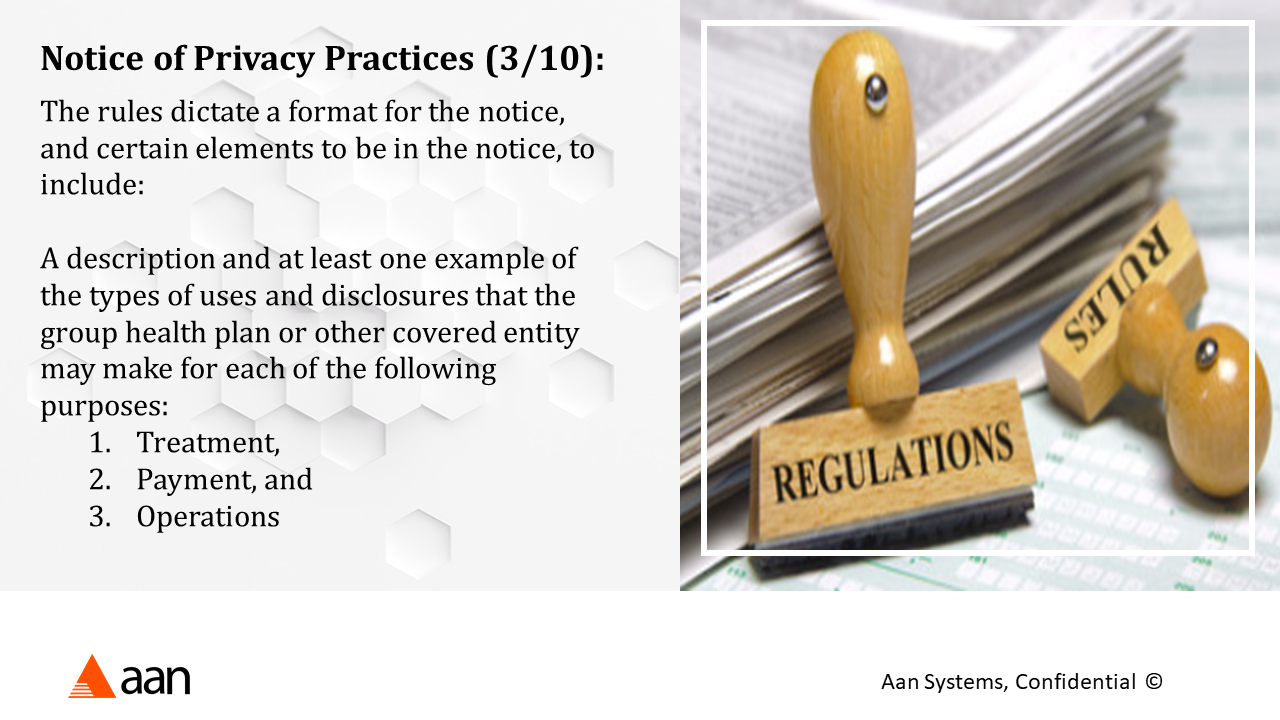 Notice of Privacy Practices (3/10):
The rules dictate a format for the notice,
and certain elements to be in the notice, to
include:
A description and at least one example of
the types of uses and disclosures that the
group health plan or other covered entity
may make for each of the following
purposes:
1. Treatment,
2. Payment, and
3. Operations
REGULATIONS
RULES
aan
Aan Systems, Confidential ©